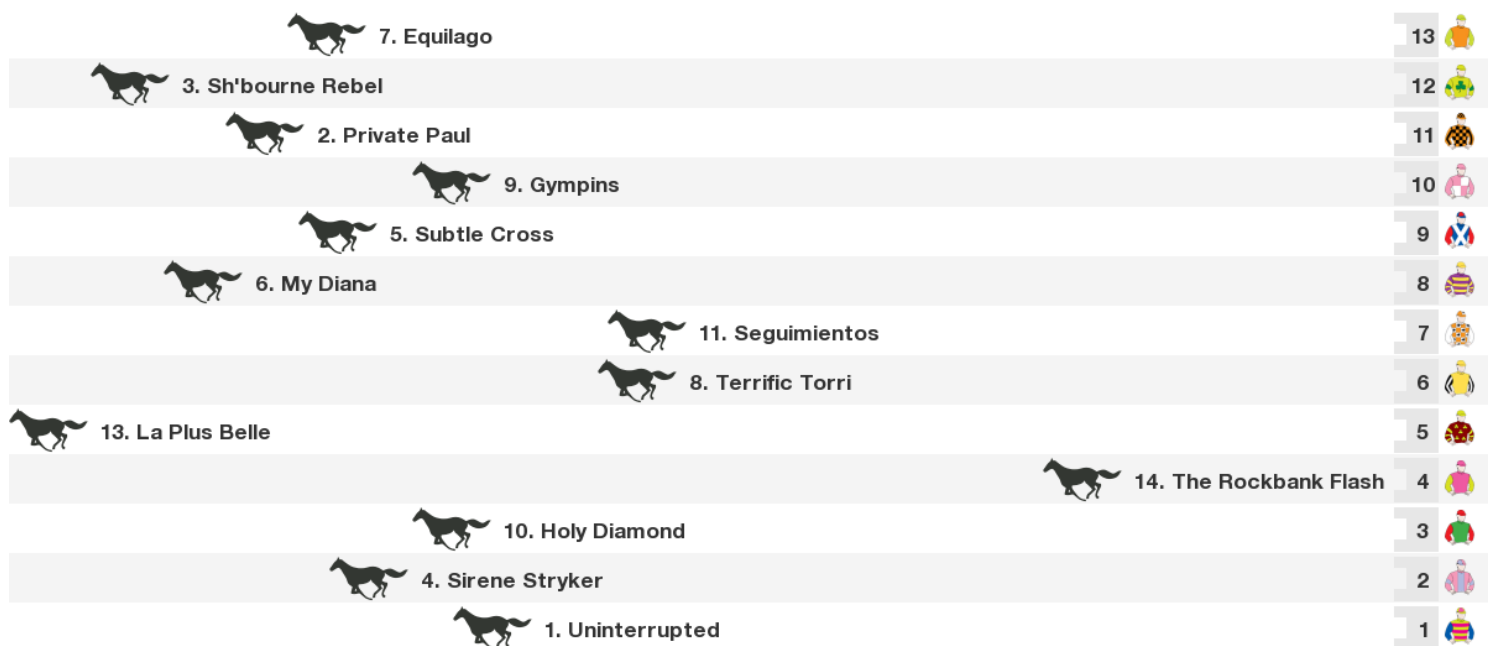 7. Equilago 13
3. Sh'bourne Rebel 12
2. Private Paul 11
9. Gympins 10
5. Subtle Cross 9
6. My Diana 8
11. Seguimientos 7
8. Terrific Torri 6
13. La Plus Belle 5
14. The Rockbank Flash 4
10. Holy Diamond 3
4. Sirene Stryker 2
1. Uninterrupted 1